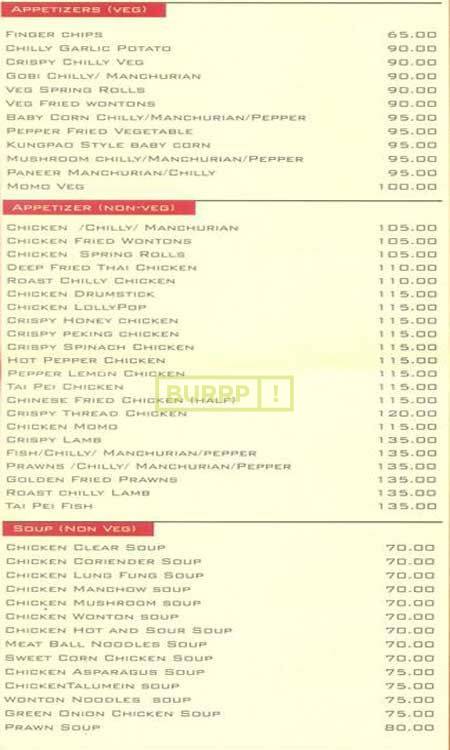 Appetizers (veg)
Finger chips 65.00
Chilly Garlic Potato 90.00
Crispy Chilly Veg 90.00
Gobi Chilly/ Manchurian 90.00
Veg Spring Rolls 90.00
Veg Fried wontons 90.00
Baby Corn Chilly/Manchurian/Pepper 95.00
Pepper Fried Vegetable 95.00
Kungpao Style baby corn 95.00
Mushroom chilly/Manchurian/Pepper 95.00
Paneer Manchurian/Chilly 95.00
Momo Veg 100.00
Appetizer (non-veg)
Chicken /Chilly/ Manchurian 105.00
Chicken Fried Wontons 105.00
Chicken Spring Rolls 105.00
Deep Fried Thai Chicken 110.00
Roast Chilly Chicken 110.00
Chicken Drumstick 115.00
Chicken LollyPop 115.00
Crispy Honey chicken 115.00
Crispy peking chicken 115.00
Crispy Spinach Chicken 115.00
Hot Pepper Chicken 115.00
Pepper Lemon Chicken 115.00
Tai Pei Chicken 115.00
Chinese Fried Chicken (half) 115.00
BURRP!
Crispy Thread Chicken 120.00
Chicken Momo 115.00
Crispy Lamb 135.00
Fish/Chilly/ Manchurian/pepper 135.00
Prawns /Chilly/ Manchurian/Pepper 135.00
Golden Fried Prawns 135.00
Roast chilly Lamb 135.00
Tai Pei Fish 135.00
Soup (Non Veg)
Chicken Clear Soup 70.00
Chicken Coriender Soup 70.00
Chicken Lung Fung Soup 70.00
Chicken Manchow soup 70.00
Chicken Mushroom soup 70.00
Chicken Wonton soup 70.00
Chicken Hot and Sour Soup 70.00
Meat Ball Noodles Soup 70.00
Sweet Corn Chicken Soup 70.00
Chicken Asparagus Soup 75.00
ChickenTalumein soup 75.00
Wonton Noodles soup 75.00
Green Onion Chicken Soup 75.00
Prawn Soup 80.00